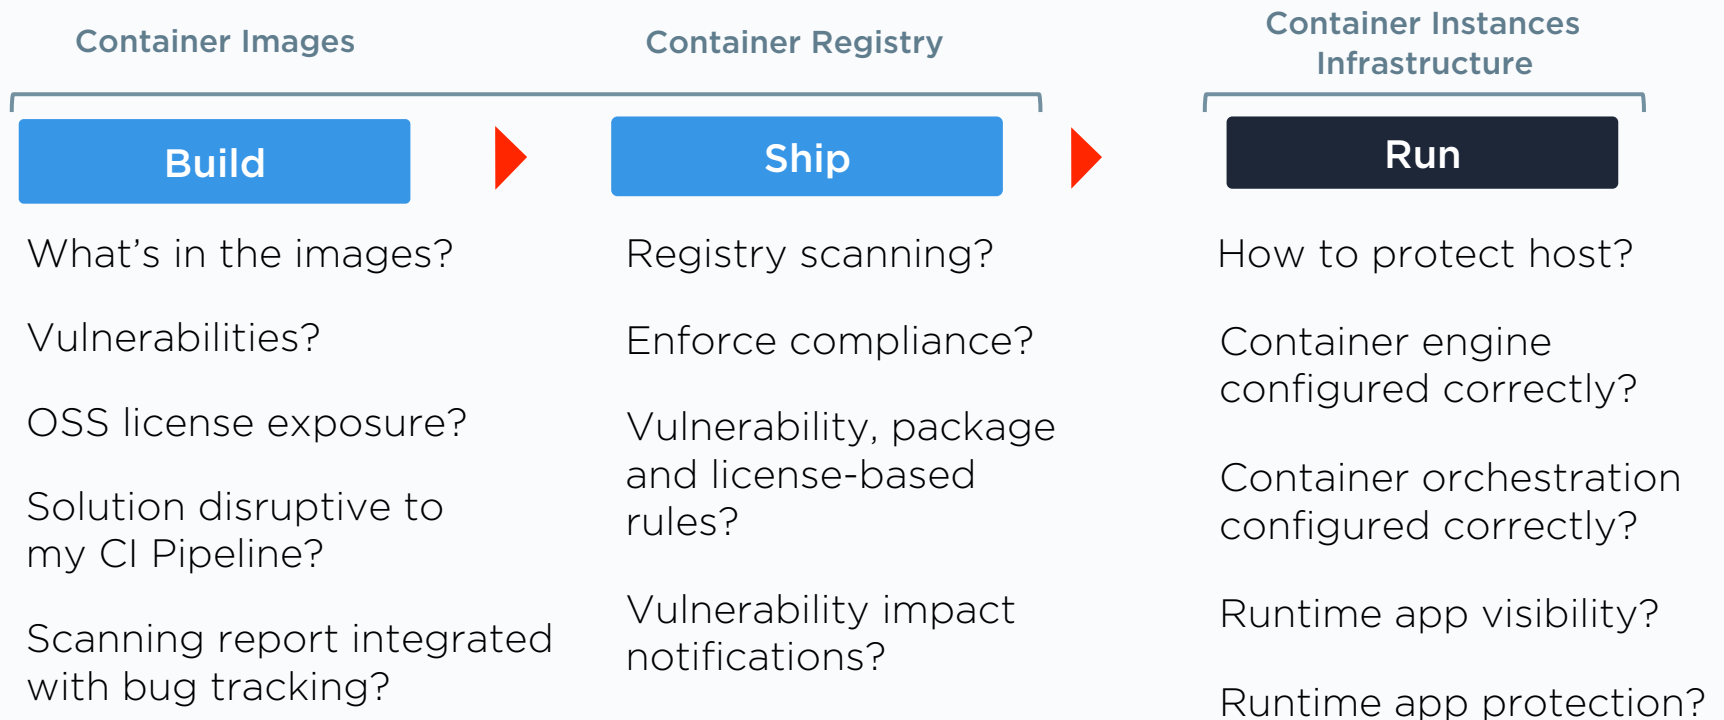 Container Images
Container Registry
Container Instances
Infrastructure
Build
Ship
Run
What’s in the images?
Vulnerabilities?
OSS license exposure?
Solution disruptive to
my CI Pipeline?
Scanning report integrated
with bug tracking?
Registry scanning?
Enforce compliance?
Vulnerability, package
and license-based
rules?
Vulnerability impact
notifications?
How to protect host?
Container engine
configured correctly?
Container orchestration
configured correctly?
Runtime app visibility?
Runtime app protection?